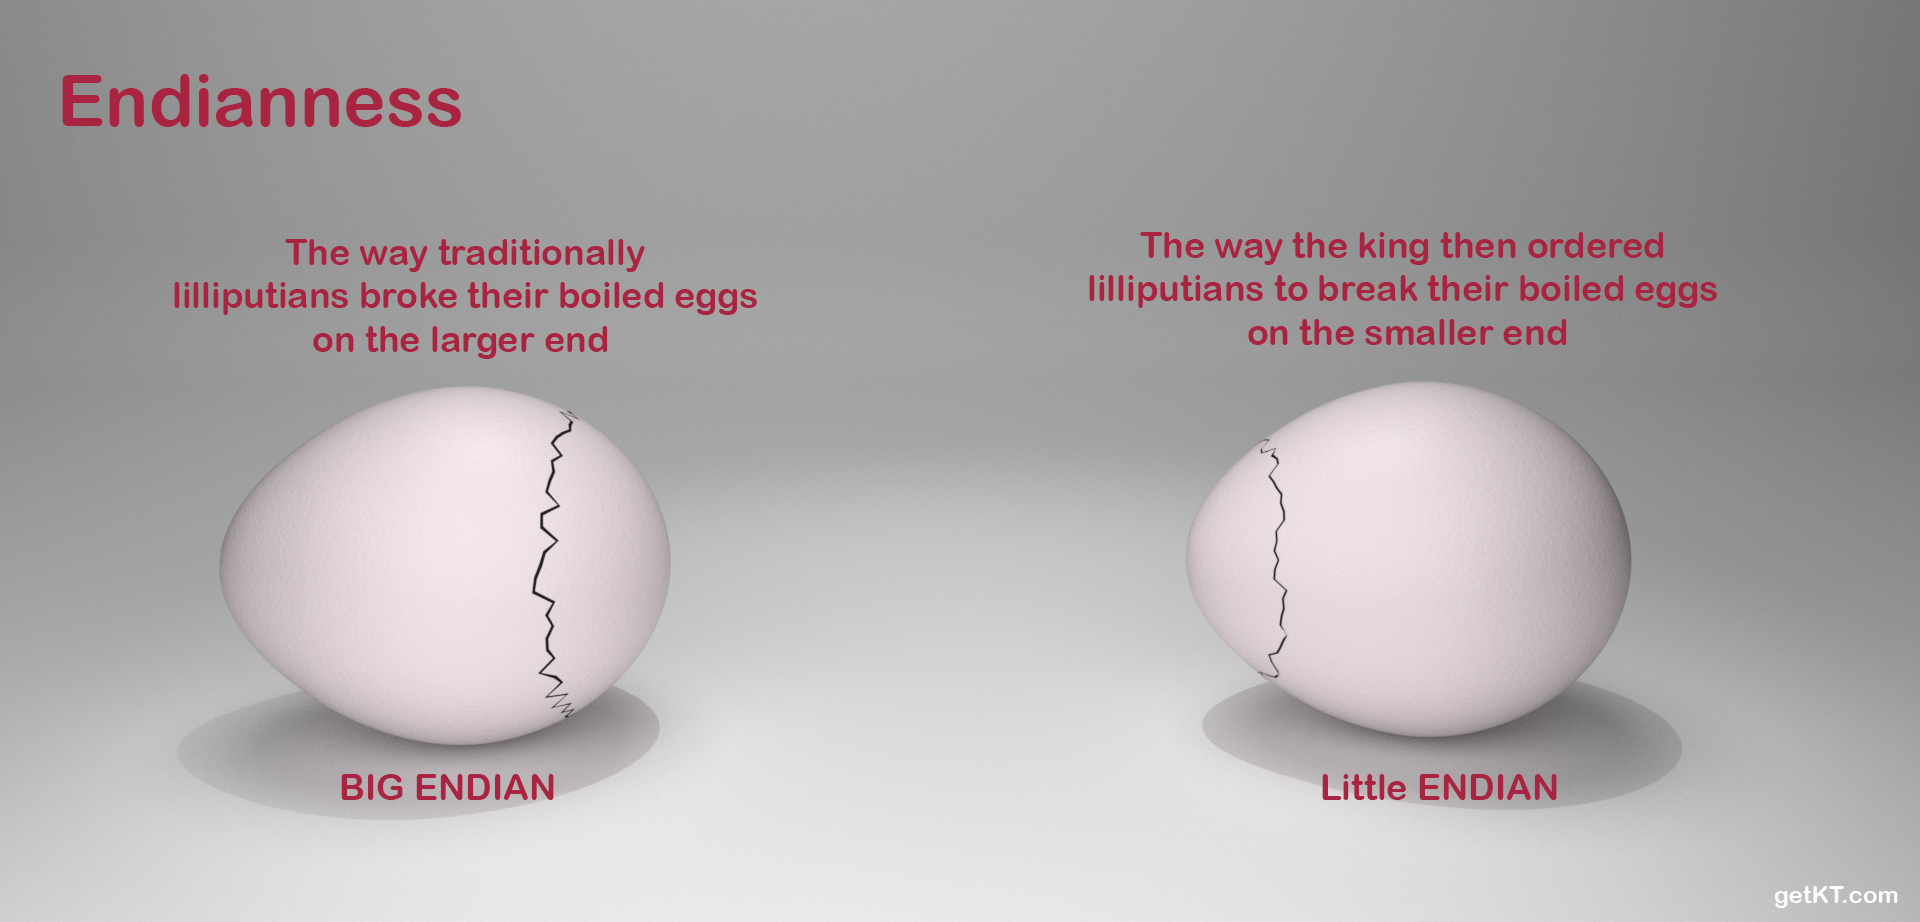 Endianness
The way traditionally
lilliputians broke their boiled eggs
on the larger end
The way the king then ordered
lilliputians to break their boiled eggs
on the smaller end
BIG ENDIAN
Little ENDIAN
getKT.com